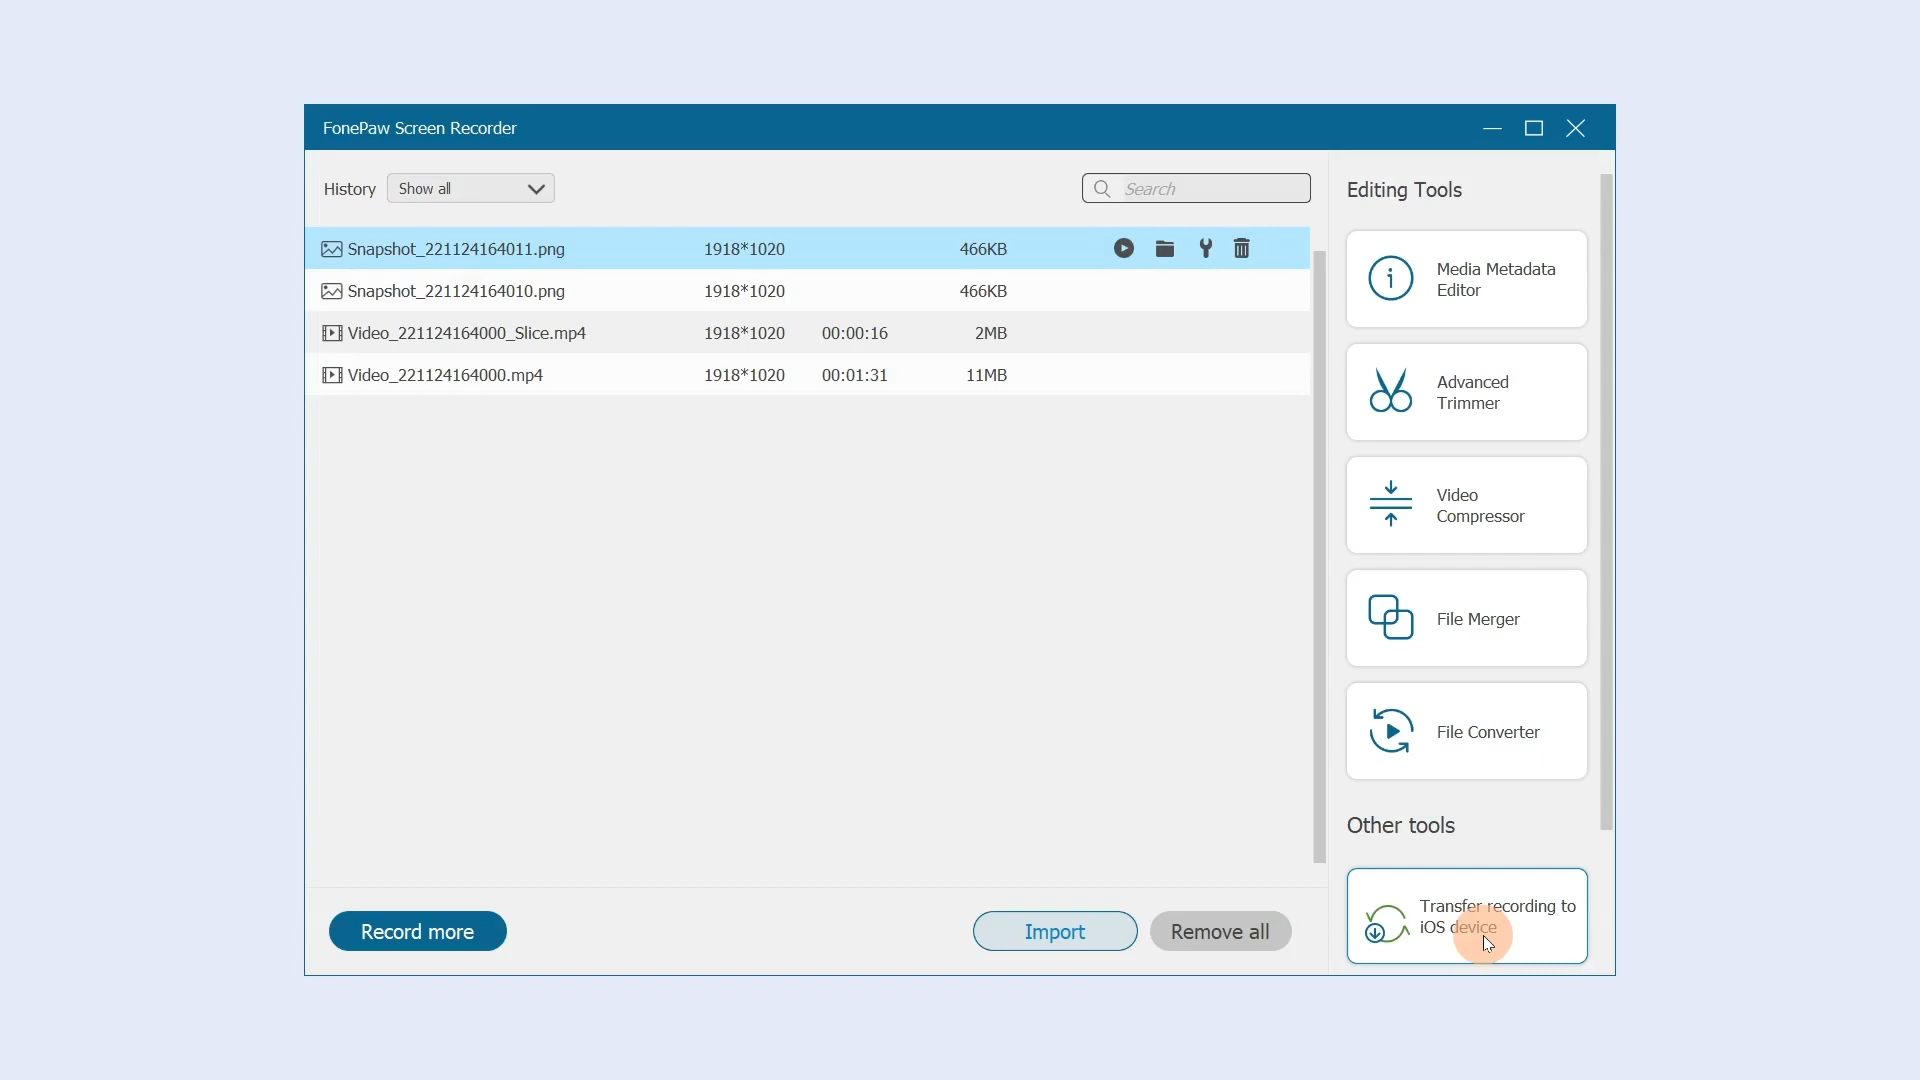 FonePaw Screen Recorder
History
Show all
Search
Snapshot_221124164011.png 1918*1020 466KB
Snapshot_221124164010.png 1918*1020 466KB
Video_221124164000_Slice.mp4 1918*1020 00:00:16 2MB
Video_221124164000.mp4 1918*1020 00:01:31 11MB
Record more
Import
Remove all
Editing Tools
Media Metadata
Editor
Advanced
Trimmer
Video
Compressor
File Merger
File Converter
Other tools
Transfer recording to
iOS device